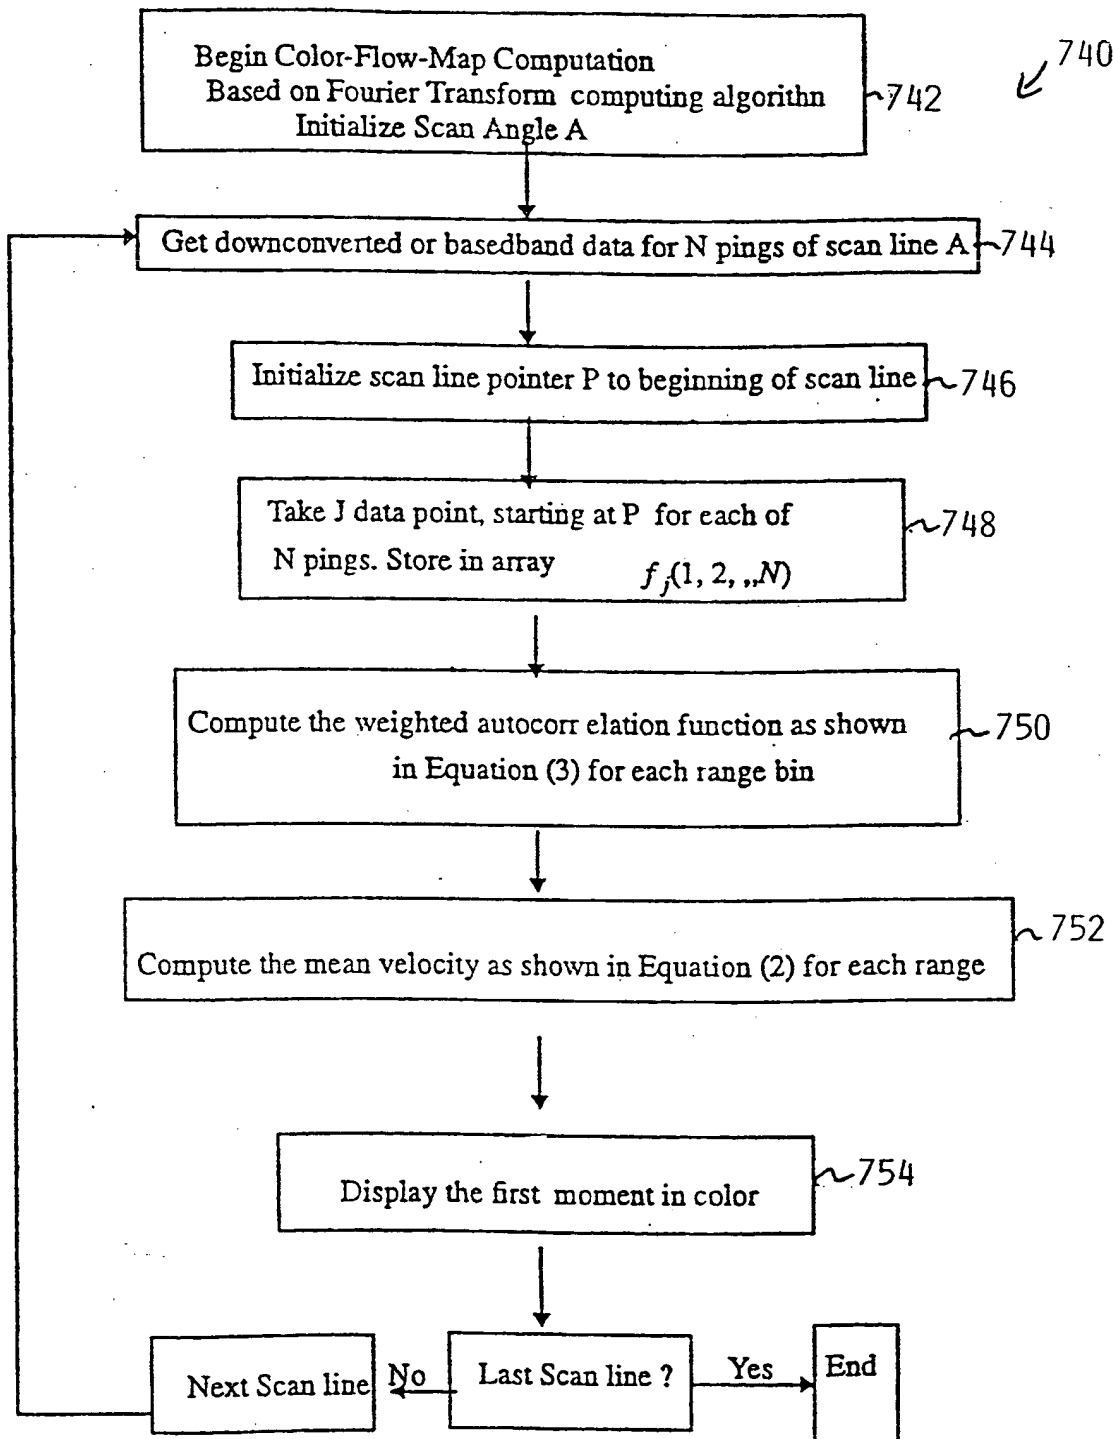 Begin Color-Flow-Map Computation
Based on Fourier Transform computing algorithn
Initialize Scan Angle A
742
740
Get downconverted or basedband data for N pings of scan line A
744
Initialize scan line pointer P to beginning of scan line
746
Take J data point, starting at P for each of
N pings. Store in array f_j(1, 2, ,,N)
748
Compute the weighted autocorr elation function as shown
in Equation (3) for each range bin
750
Compute the mean velocity as shown in Equation (2) for each range
752
Display the first moment in color
754
Next Scan line
No
Last Scan line ?
Yes
End